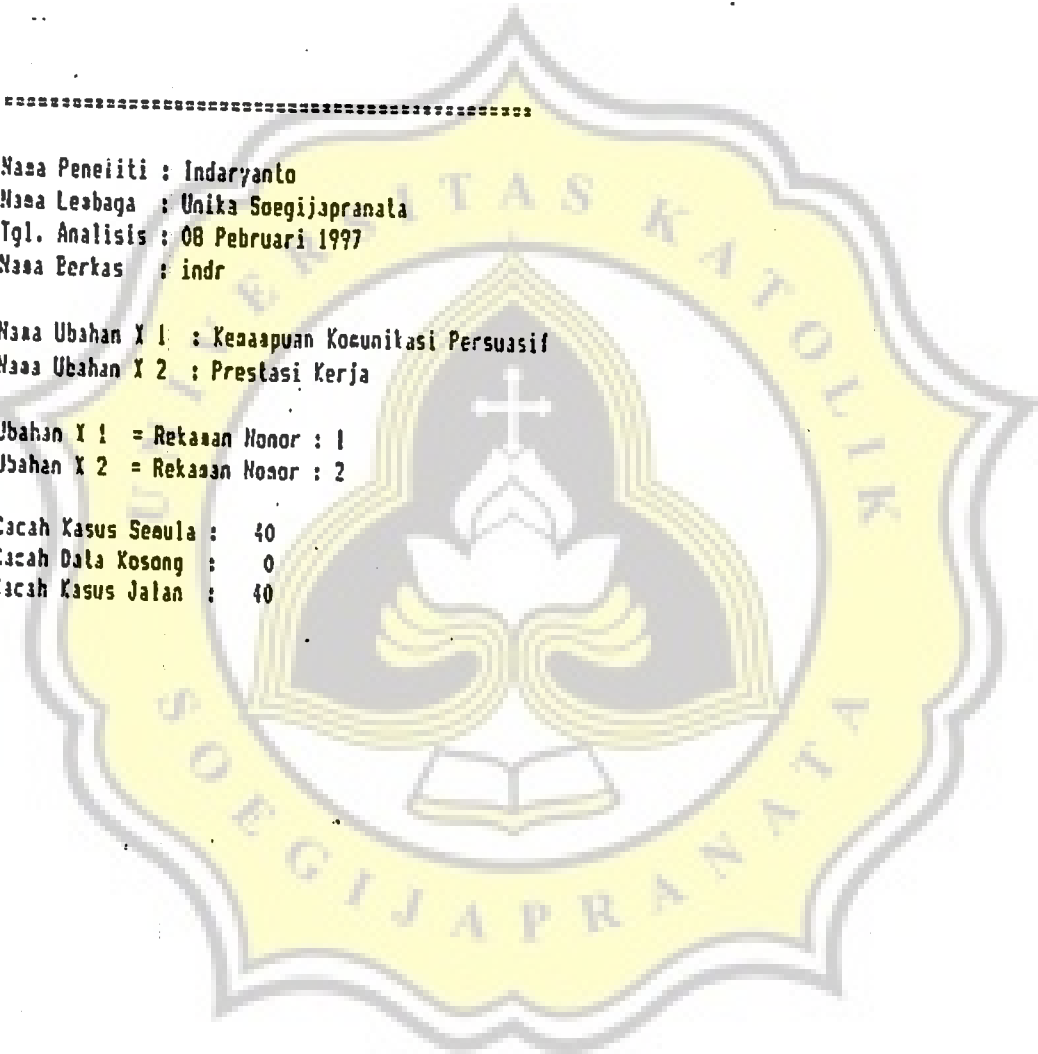 ================================================
Nama Peneliti : Indaryanto
Nama Lembaga : Unika Soegijapranata
Tgl. Analisis : 08 Pebruari 1997
Nama Berkas : indr
Nama Ubahan X 1 : Kemampuan Komunikasi Persuasif
Nama Ubahan X 2 : Prestasi Kerja
Ubahan X 1 = Rekaman Nomor : 1
Ubahan X 2 = Rekaman Nomor : 2
Cacah Kasus Semula : 40
Cacah Data Kosong : 0
Cacah Kasus Jalan : 40
UNIVERSITAS KATOLIK
SOEGIJAPRANATA